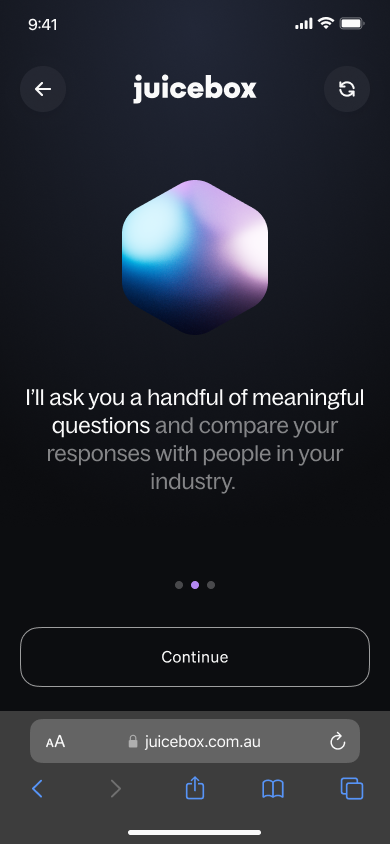 9:41
juicebox
I'll ask you a handful of meaningful
questions and compare your
responses with people in your
industry.
Continue
AA
juicebox.com.au